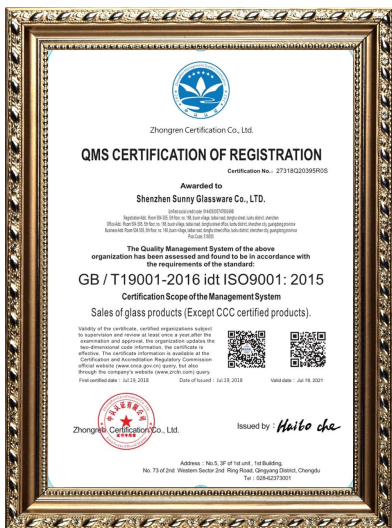 Zhongren Certification Co., Ltd.
QMS CERTIFICATION OF REGISTRATION
Certification No.: 27318Q20395R0S
Awarded to
Shenzhen Sunny Glassware Co., LTD.
The Quality Management System of the above
organization has been assessed and found to be in accordance with
the requirements of the standard:
GB / T19001-2016 idt ISO9001: 2015
Certification Scope of the Management System
Sales of glass products (Except CCC certified products).
Validity of the certificate, certified organizations subject
to supervision and review at least once a year,after the
examination and approval, the organization updates the
two-dimensional code information, the certificate is
effective. The certificate information is available at the
Certification and Accreditation Regulatory Commission
official website (www.cnca.gov.cn) query, but also
through the company's website (www.zrcln.com) query.
First certified date : Jul.19, 2018 Date of issued : Jul.19, 2018 Valid date : Jul 18, 2021
Zhongren Certification Co., Ltd.
Issued by : Haibo che
Address : No.5, 3F of 1st unit , 1st Building,
No. 73 of 2nd Western Sector 2nd Ring Road, Qingyang District, Chengdu
Tel : 028-62373001